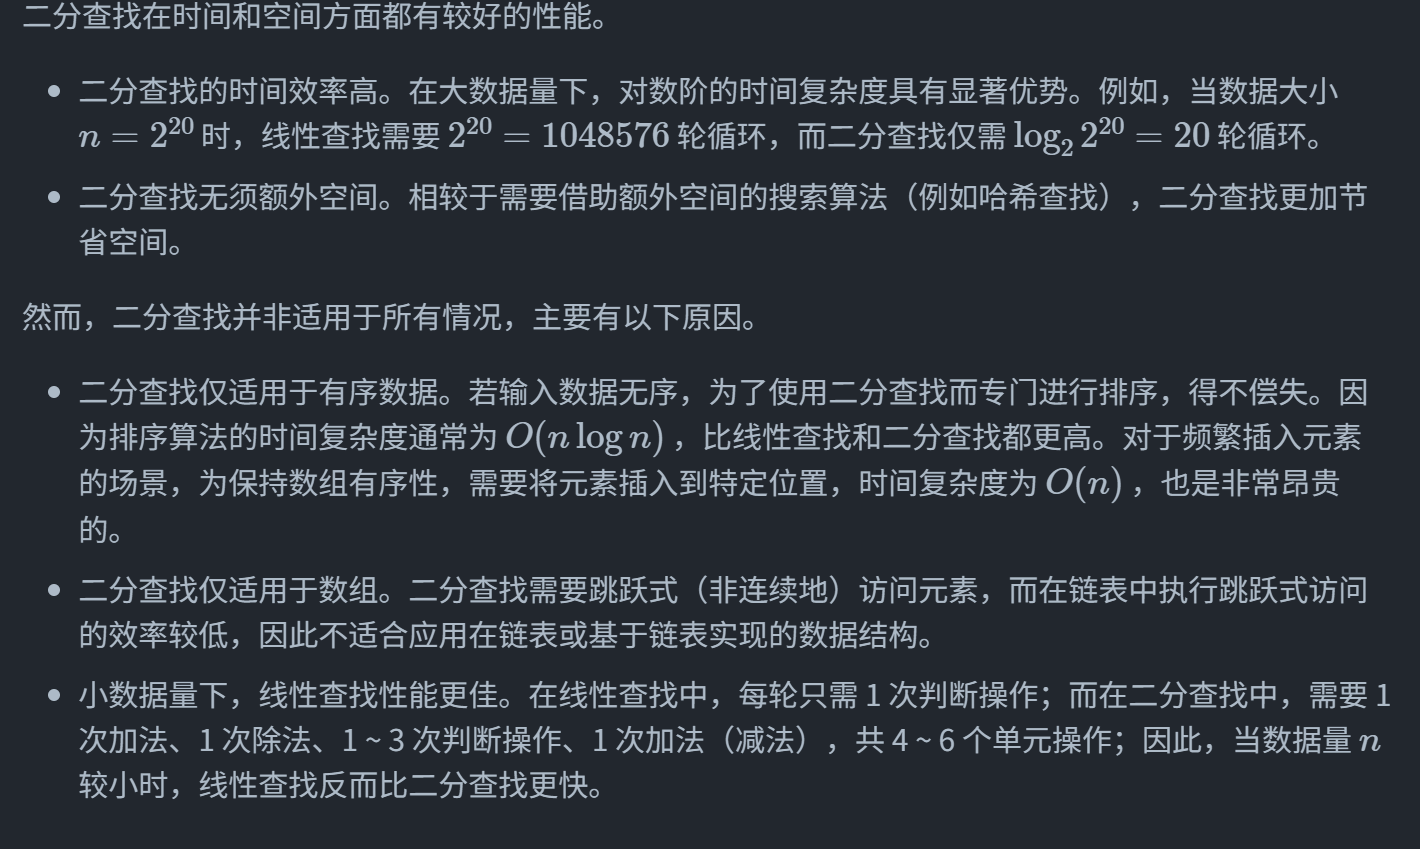 二分查找在时间和空间方面都有较好的性能。
• 二分查找的时间效率高。在大数据量下，对数阶的时间复杂度具有显著优势。例如，当数据大小
n = 2^20 时，线性查找需要 2^20 = 1048576 轮循环，而二分查找仅需 log₂ 2^20 = 20 轮循环。
• 二分查找无须额外空间。相较于需要借助额外空间的搜索算法（例如哈希查找），二分查找更加节
省空间。
然而，二分查找并非适用于所有情况，主要有以下原因。
• 二分查找仅适用于有序数据。若输入数据无序，为了使用二分查找而专门进行排序，得不偿失。因
为排序算法的时间复杂度通常为 O(n log n) ，比线性查找和二分查找都更高。对于频繁插入元素
的场景，为保持数组有序性，需要将元素插入到特定位置，时间复杂度为 O(n) ，也是非常昂贵
的。
• 二分查找仅适用于数组。二分查找需要跳跃式（非连续地）访问元素，而在链表中执行跳跃式访问
的效率较低，因此不适合应用在链表或基于链表实现的数据结构。
• 小数据量下，线性查找性能更佳。在线性查找中，每轮只需 1 次判断操作；而在二分查找中，需要 1
次加法、1 次除法、1 ~ 3 次判断操作、1 次加法（减法），共 4 ~ 6 个单元操作；因此，当数据量 n
较小时，线性查找反而比二分查找更快。